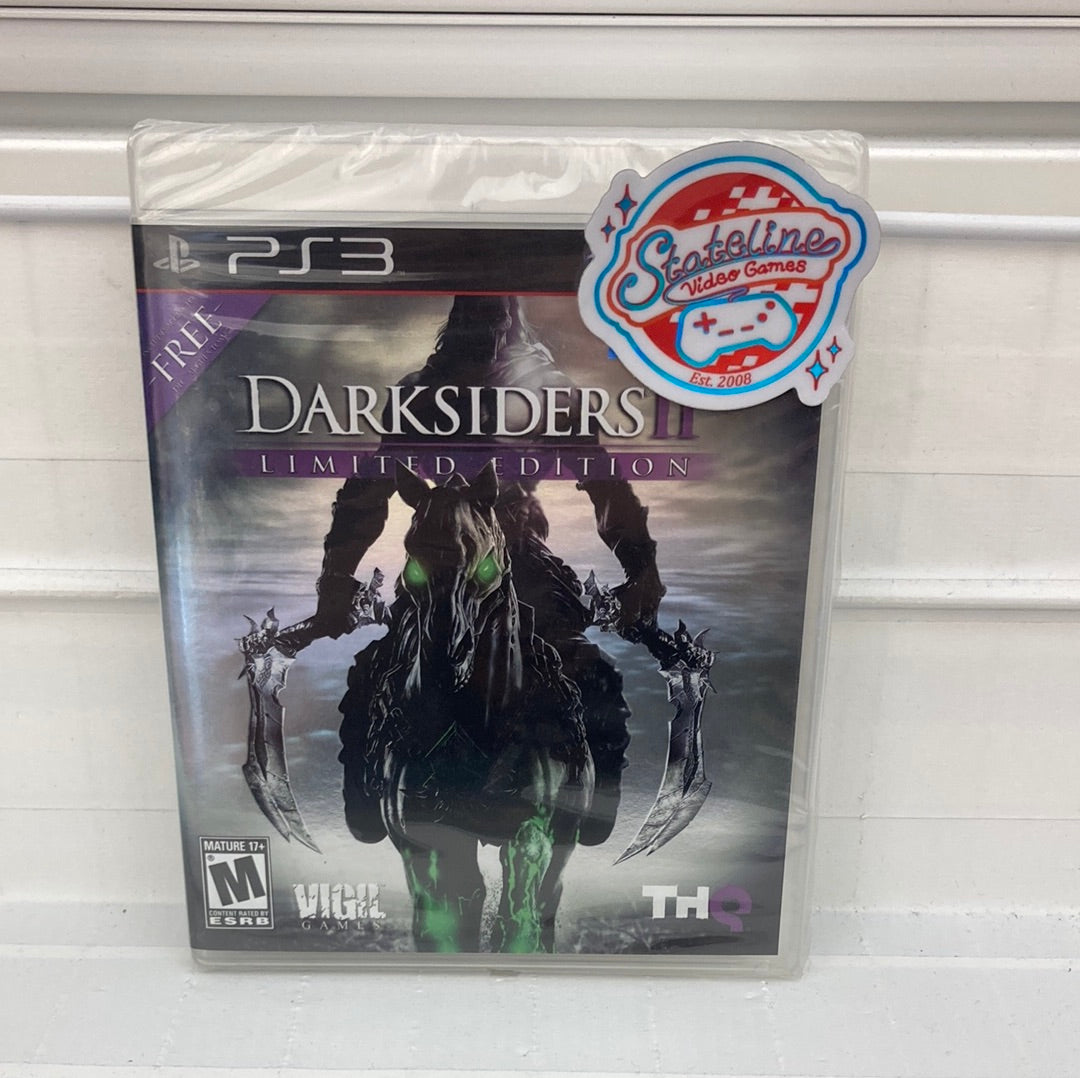 PS3
Stateline
Video Games
Est. 2008
FREE
DARKSIDERS II
LIMITED EDITION
MATURE 17+
M
CONTENT RATED BY
ESRB
VIGIL
GAMES
THQ